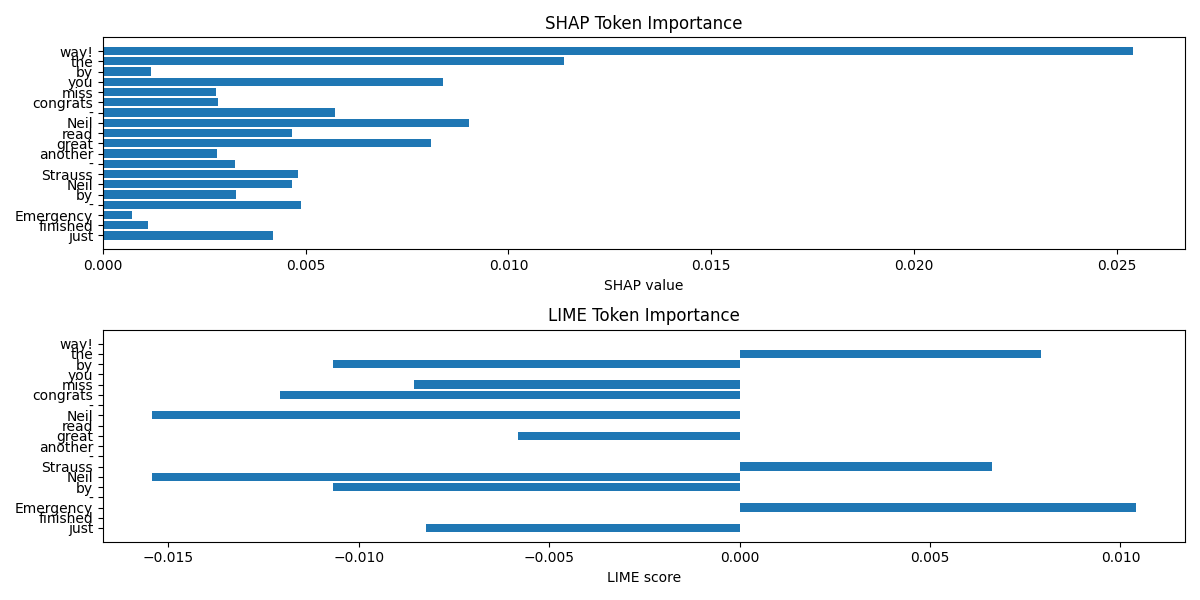 SHAP Token Importance
way!
the
by
you
miss
congrats
-
Neil
read
great
another
-
Strauss
Neil
by
-
Emergency
finished
just
0.000 0.005 0.010 0.015 0.020 0.025
SHAP value
LIME Token Importance
way!
the
by
you
miss
congrats
-
Neil
read
great
another
-
Strauss
Neil
by
-
Emergency
finished
just
−0.015 −0.010 −0.005 0.000 0.005 0.010
LIME score